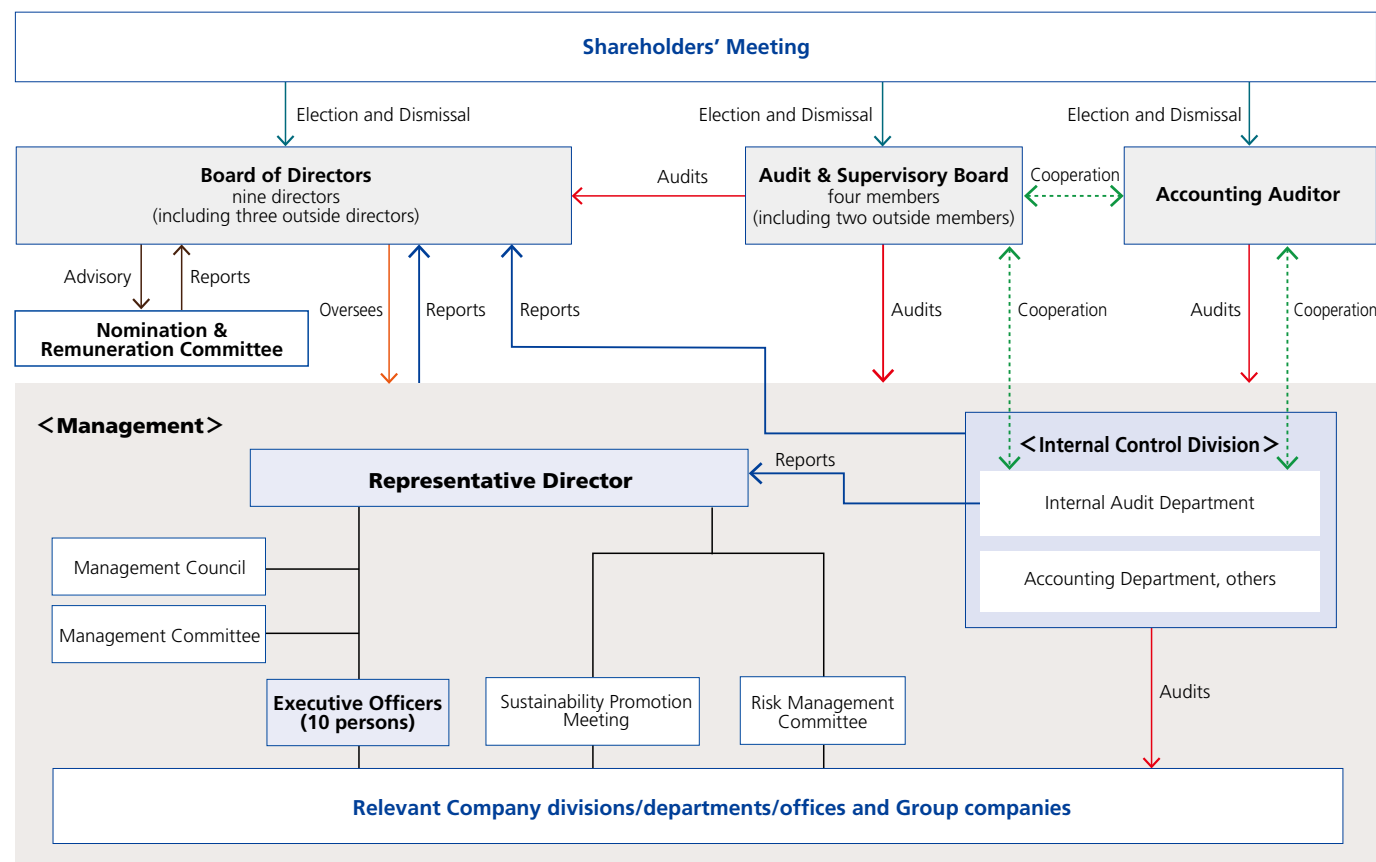 Shareholders’ Meeting
Election and Dismissal
Election and Dismissal
Election and Dismissal
Board of Directors
nine directors
(including three outside directors)
Audits
Audit & Supervisory Board
four members
(including two outside members)
Cooperation
Accounting Auditor
Advisory
Reports
Nomination &
Remuneration Committee
Oversees
Reports
Reports
Audits
Cooperation
Audits
Cooperation
<Management>
<Internal Control Division>
Representative Director
Reports
Internal Audit Department
Management Council
Accounting Department, others
Management Committee
Executive Officers
(10 persons)
Sustainability Promotion
Meeting
Risk Management
Committee
Audits
Relevant Company divisions/departments/offices and Group companies